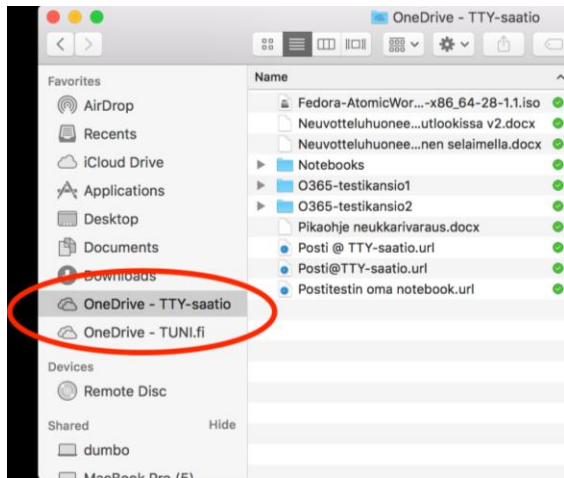 OneDrive - TTY-saatio
Favorites
AirDrop
Recents
iCloud Drive
Applications
Desktop
Documents
Downloads
OneDrive - TTY-saatio
OneDrive - TUNI.fi
Devices
Remote Disc
Shared Hide
dumbo
MacBook Pro (5)
Name
Fedora-AtomicWor...-x86_64-28-1.1.iso
Neuvotteluhuonee...utlookissa v2.docx
Neuvotteluhuonee...nen selaimella.docx
Notebooks
O365-testikansio1
O365-testikansio2
Pikaohje neukkarivaraus.docx
Posti @ TTY-saatio.url
Posti@TTY-saatio.url
Postitestin oma notebook.url